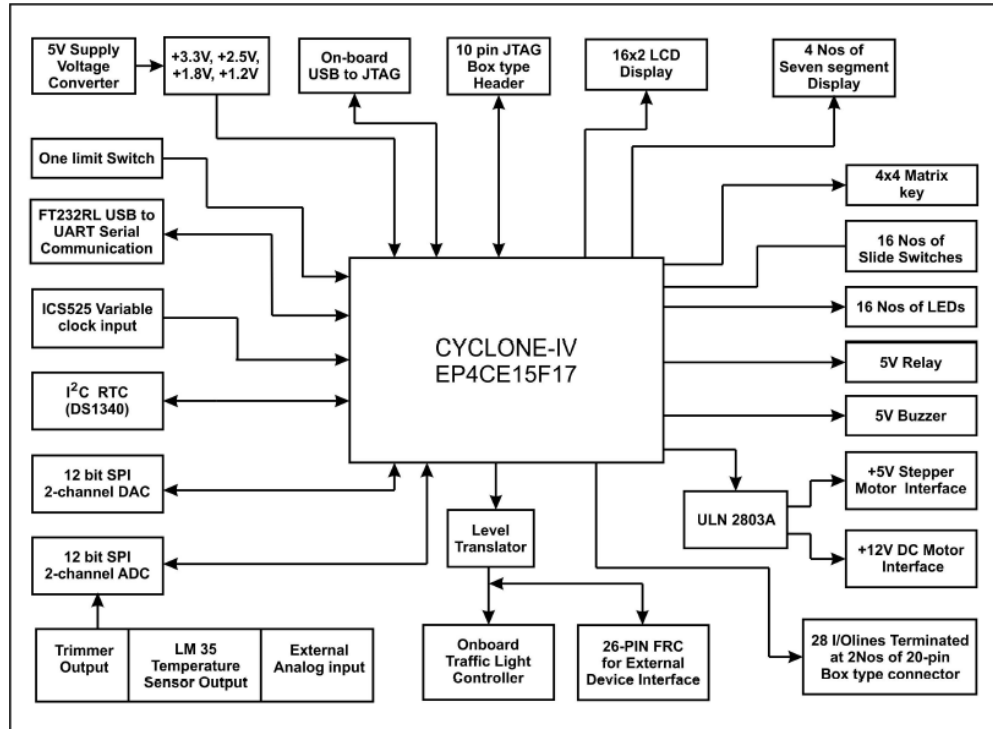 5V Supply
Voltage
Converter
+3.3V, +2.5V,
+1.8V, +1.2V
On-board
USB to JTAG
10 pin JTAG
Box type
Header
16x2 LCD
Display
4 Nos of
Seven segment
Display
One limit Switch
FT232RL USB to
UART Serial
Communication
ICS525 Variable
clock input
I²C RTC
(DS1340)
12 bit SPI
2-channel DAC
12 bit SPI
2-channel ADC
Trimmer
Output
LM 35
Temperature
Sensor Output
External
Analog input
CYCLONE-IV
EP4CE15F17
4x4 Matrix
key
16 Nos of
Slide Switches
16 Nos of LEDs
5V Relay
5V Buzzer
ULN 2803A
+5V Stepper
Motor Interface
+12V DC Motor
Interface
Level
Translator
Onboard
Traffic Light
Controller
26-PIN FRC
for External
Device Interface
28 I/Olines Terminated
at 2Nos of 20-pin
Box type connector